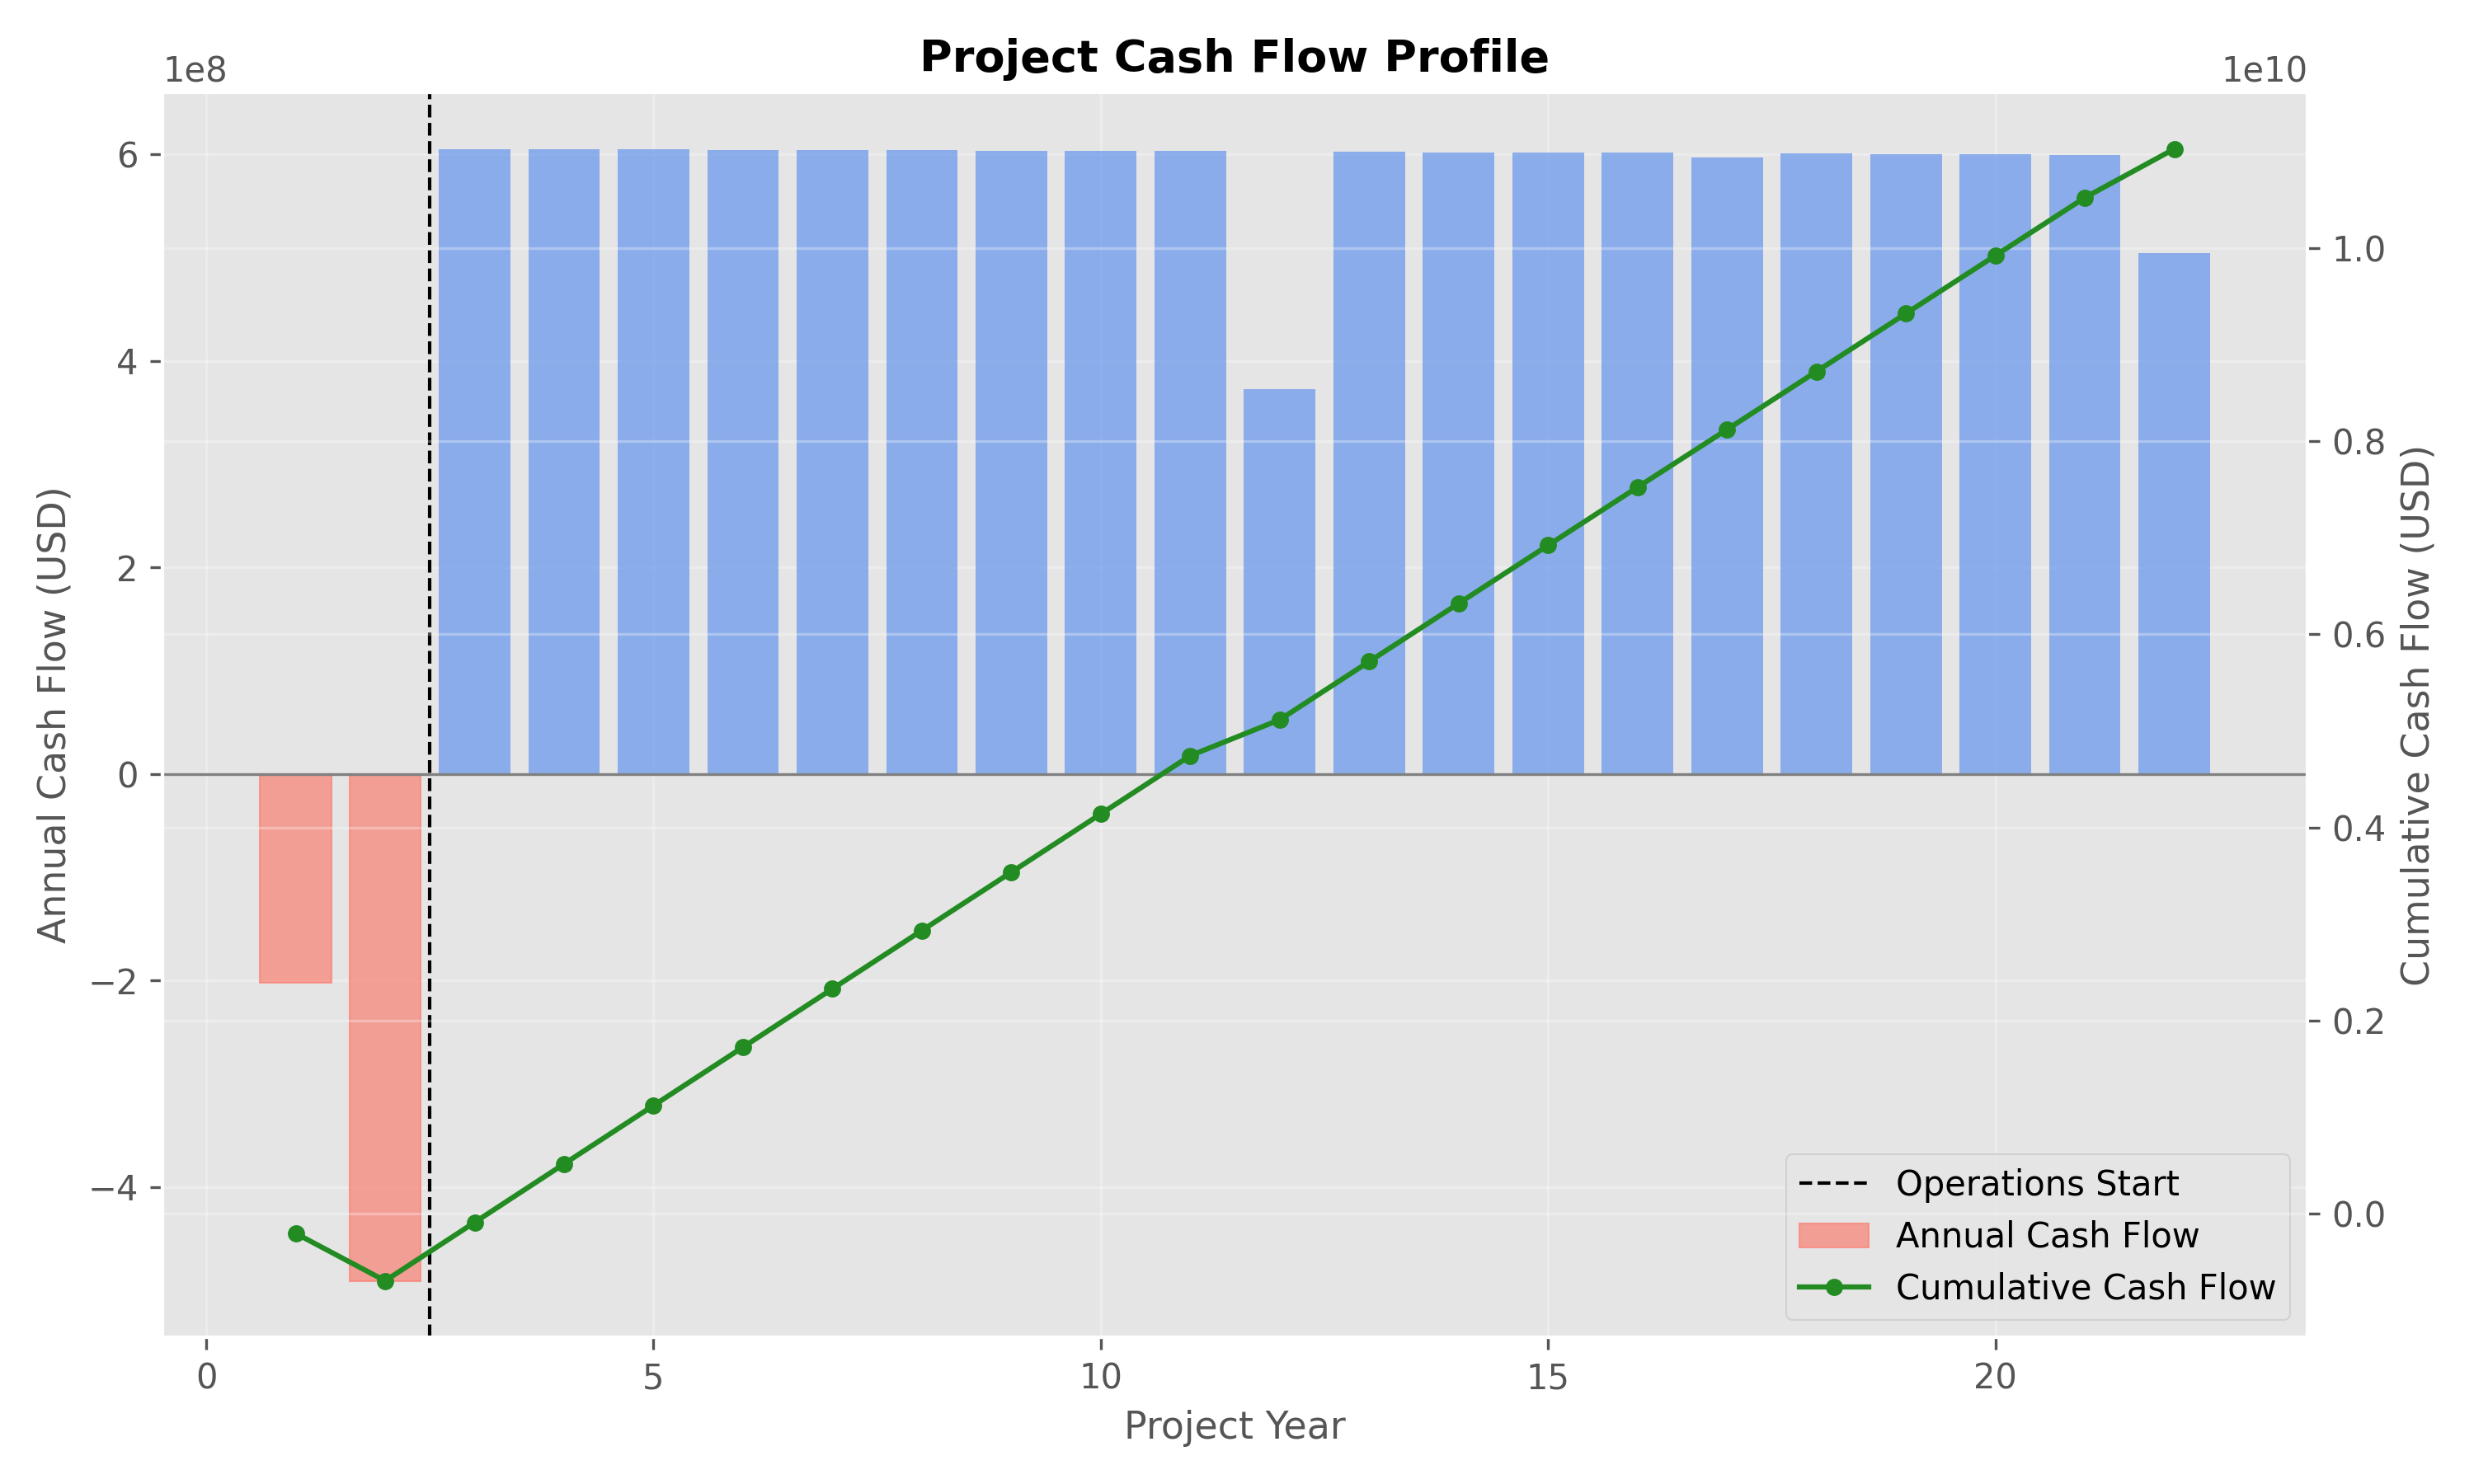 Project Cash Flow Profile
1e8
1e10
6
4
2
0
−2
−4
Annual Cash Flow (USD)
1.0
0.8
0.6
0.4
0.2
0.0
Cumulative Cash Flow (USD)
Operations Start
Annual Cash Flow
Cumulative Cash Flow
0
5
10
15
20
Project Year